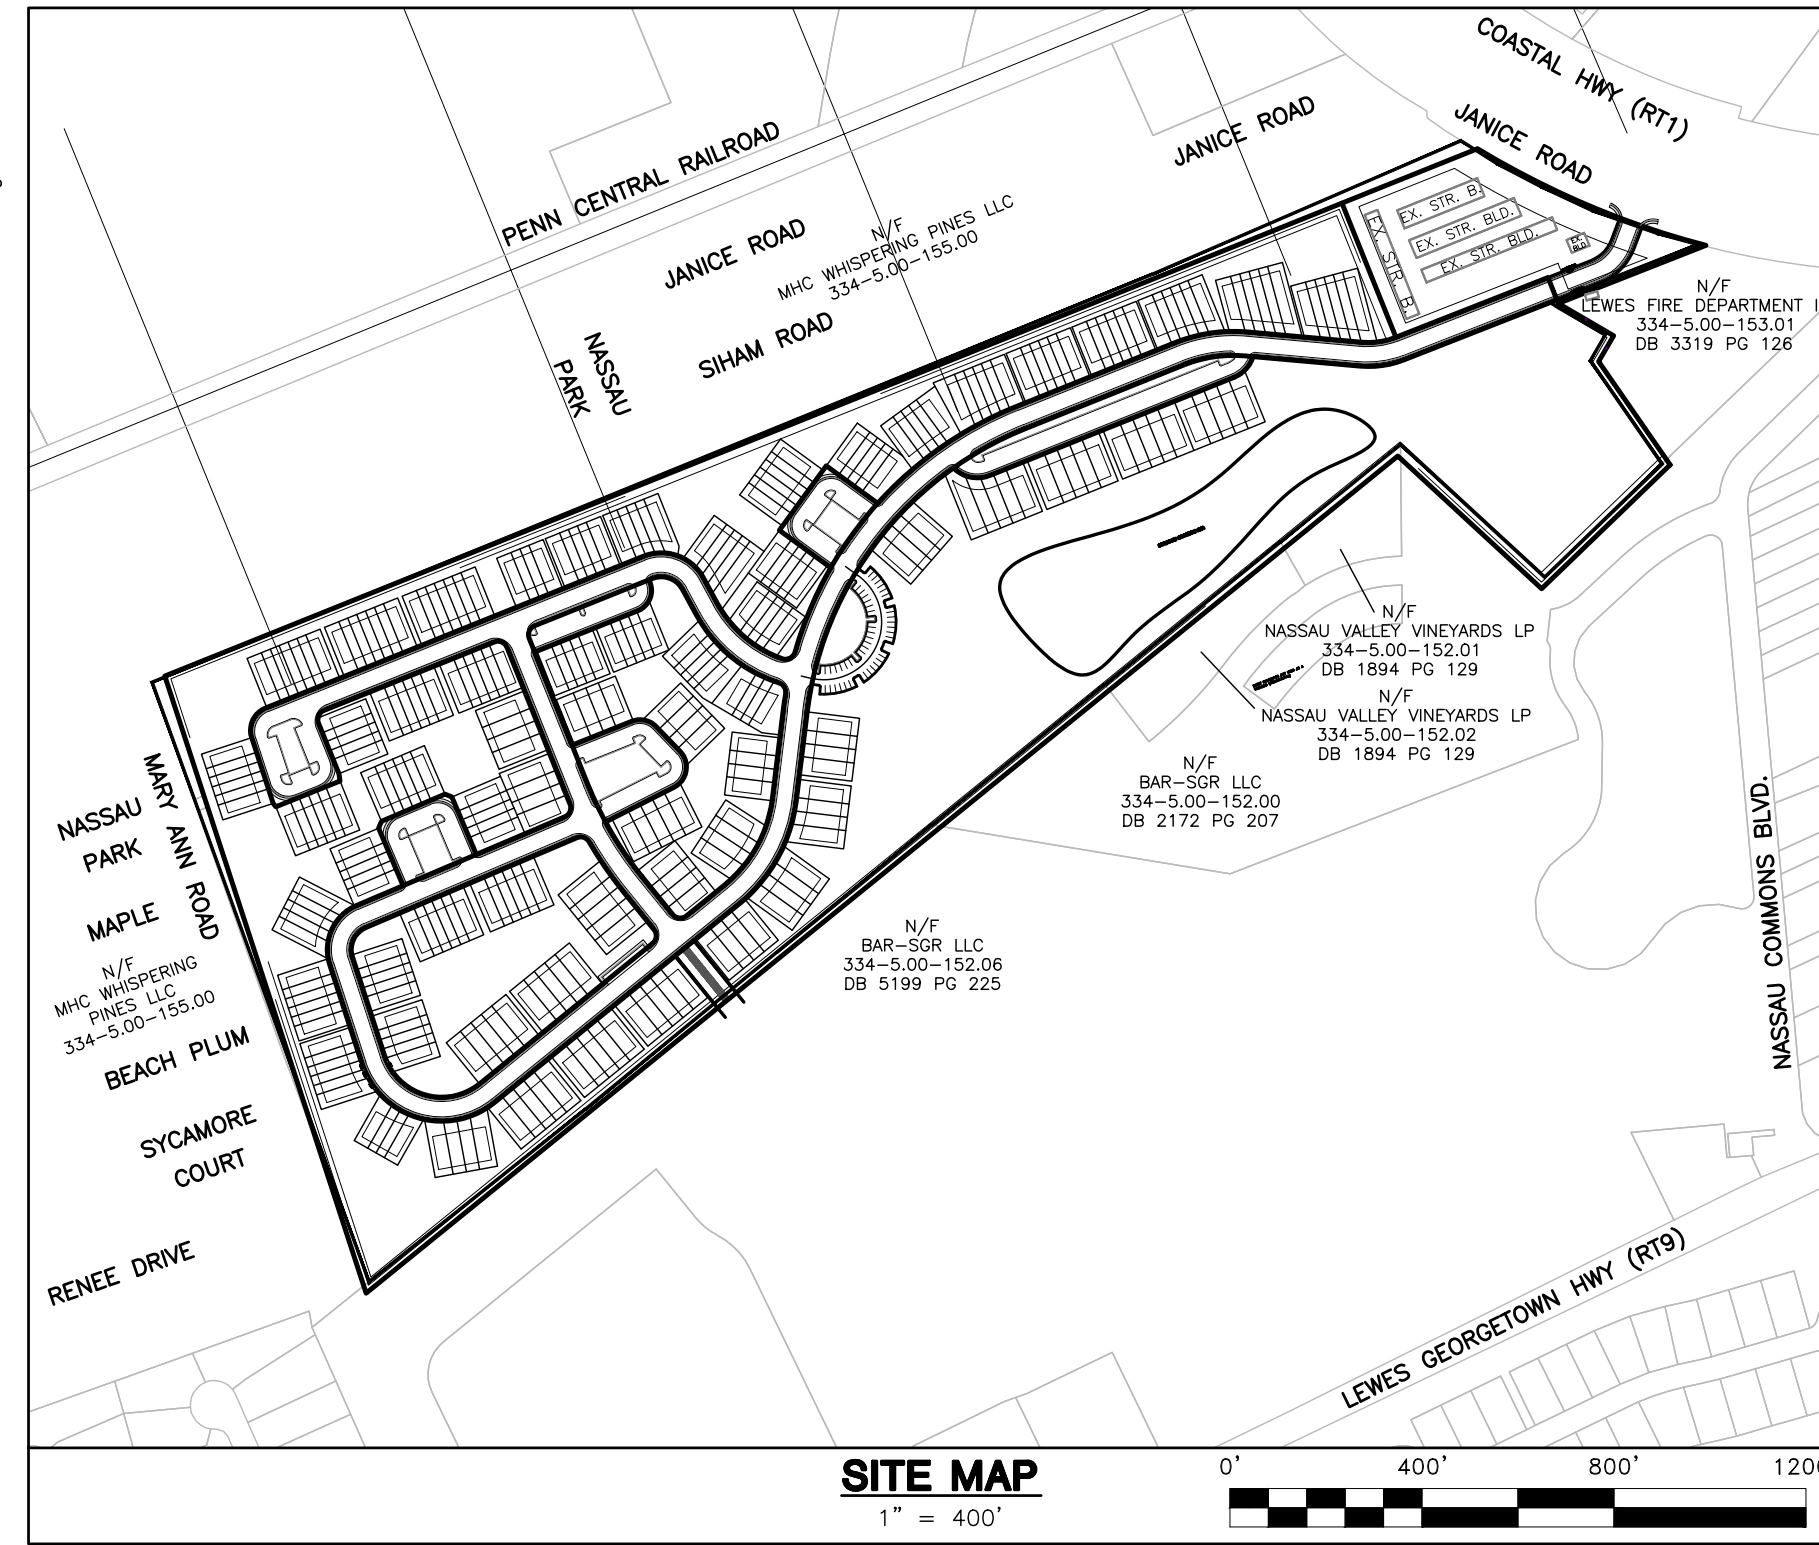 COASTAL HWY (RT1)
JANICE ROAD
JANICE ROAD
PENN CENTRAL RAILROAD
JANICE ROAD
N/F
MHC WHISPERING PINES LLC
334-5.00-155.00
SIHAM ROAD
NASSAU
PARK
EX. STR. B.
EX. STR. BLD.
EX. STR. BLD.
EX. STR. B.
EX.
BLD
N/F
LEWES FIRE DEPARTMENT I
334-5.00-153.01
DB 3319 PG 126
N/F
NASSAU VALLEY VINEYARDS LP
334-5.00-152.01
DB 1894 PG 129
N/F
NASSAU VALLEY VINEYARDS LP
334-5.00-152.02
DB 1894 PG 129
N/F
BAR-SGR LLC
334-5.00-152.00
DB 2172 PG 207
N/F
BAR-SGR LLC
334-5.00-152.06
DB 5199 PG 225
NASSAU COMMONS BLVD.
MARY ANN ROAD
NASSAU
PARK
MAPLE
N/F
MHC WHISPERING
PINES LLC
334-5.00-155.00
BEACH PLUM
SYCAMORE
COURT
RENEE DRIVE
LEWES GEORGETOWN HWY (RT9)
SITE MAP
1" = 400'
0' 400' 800' 120